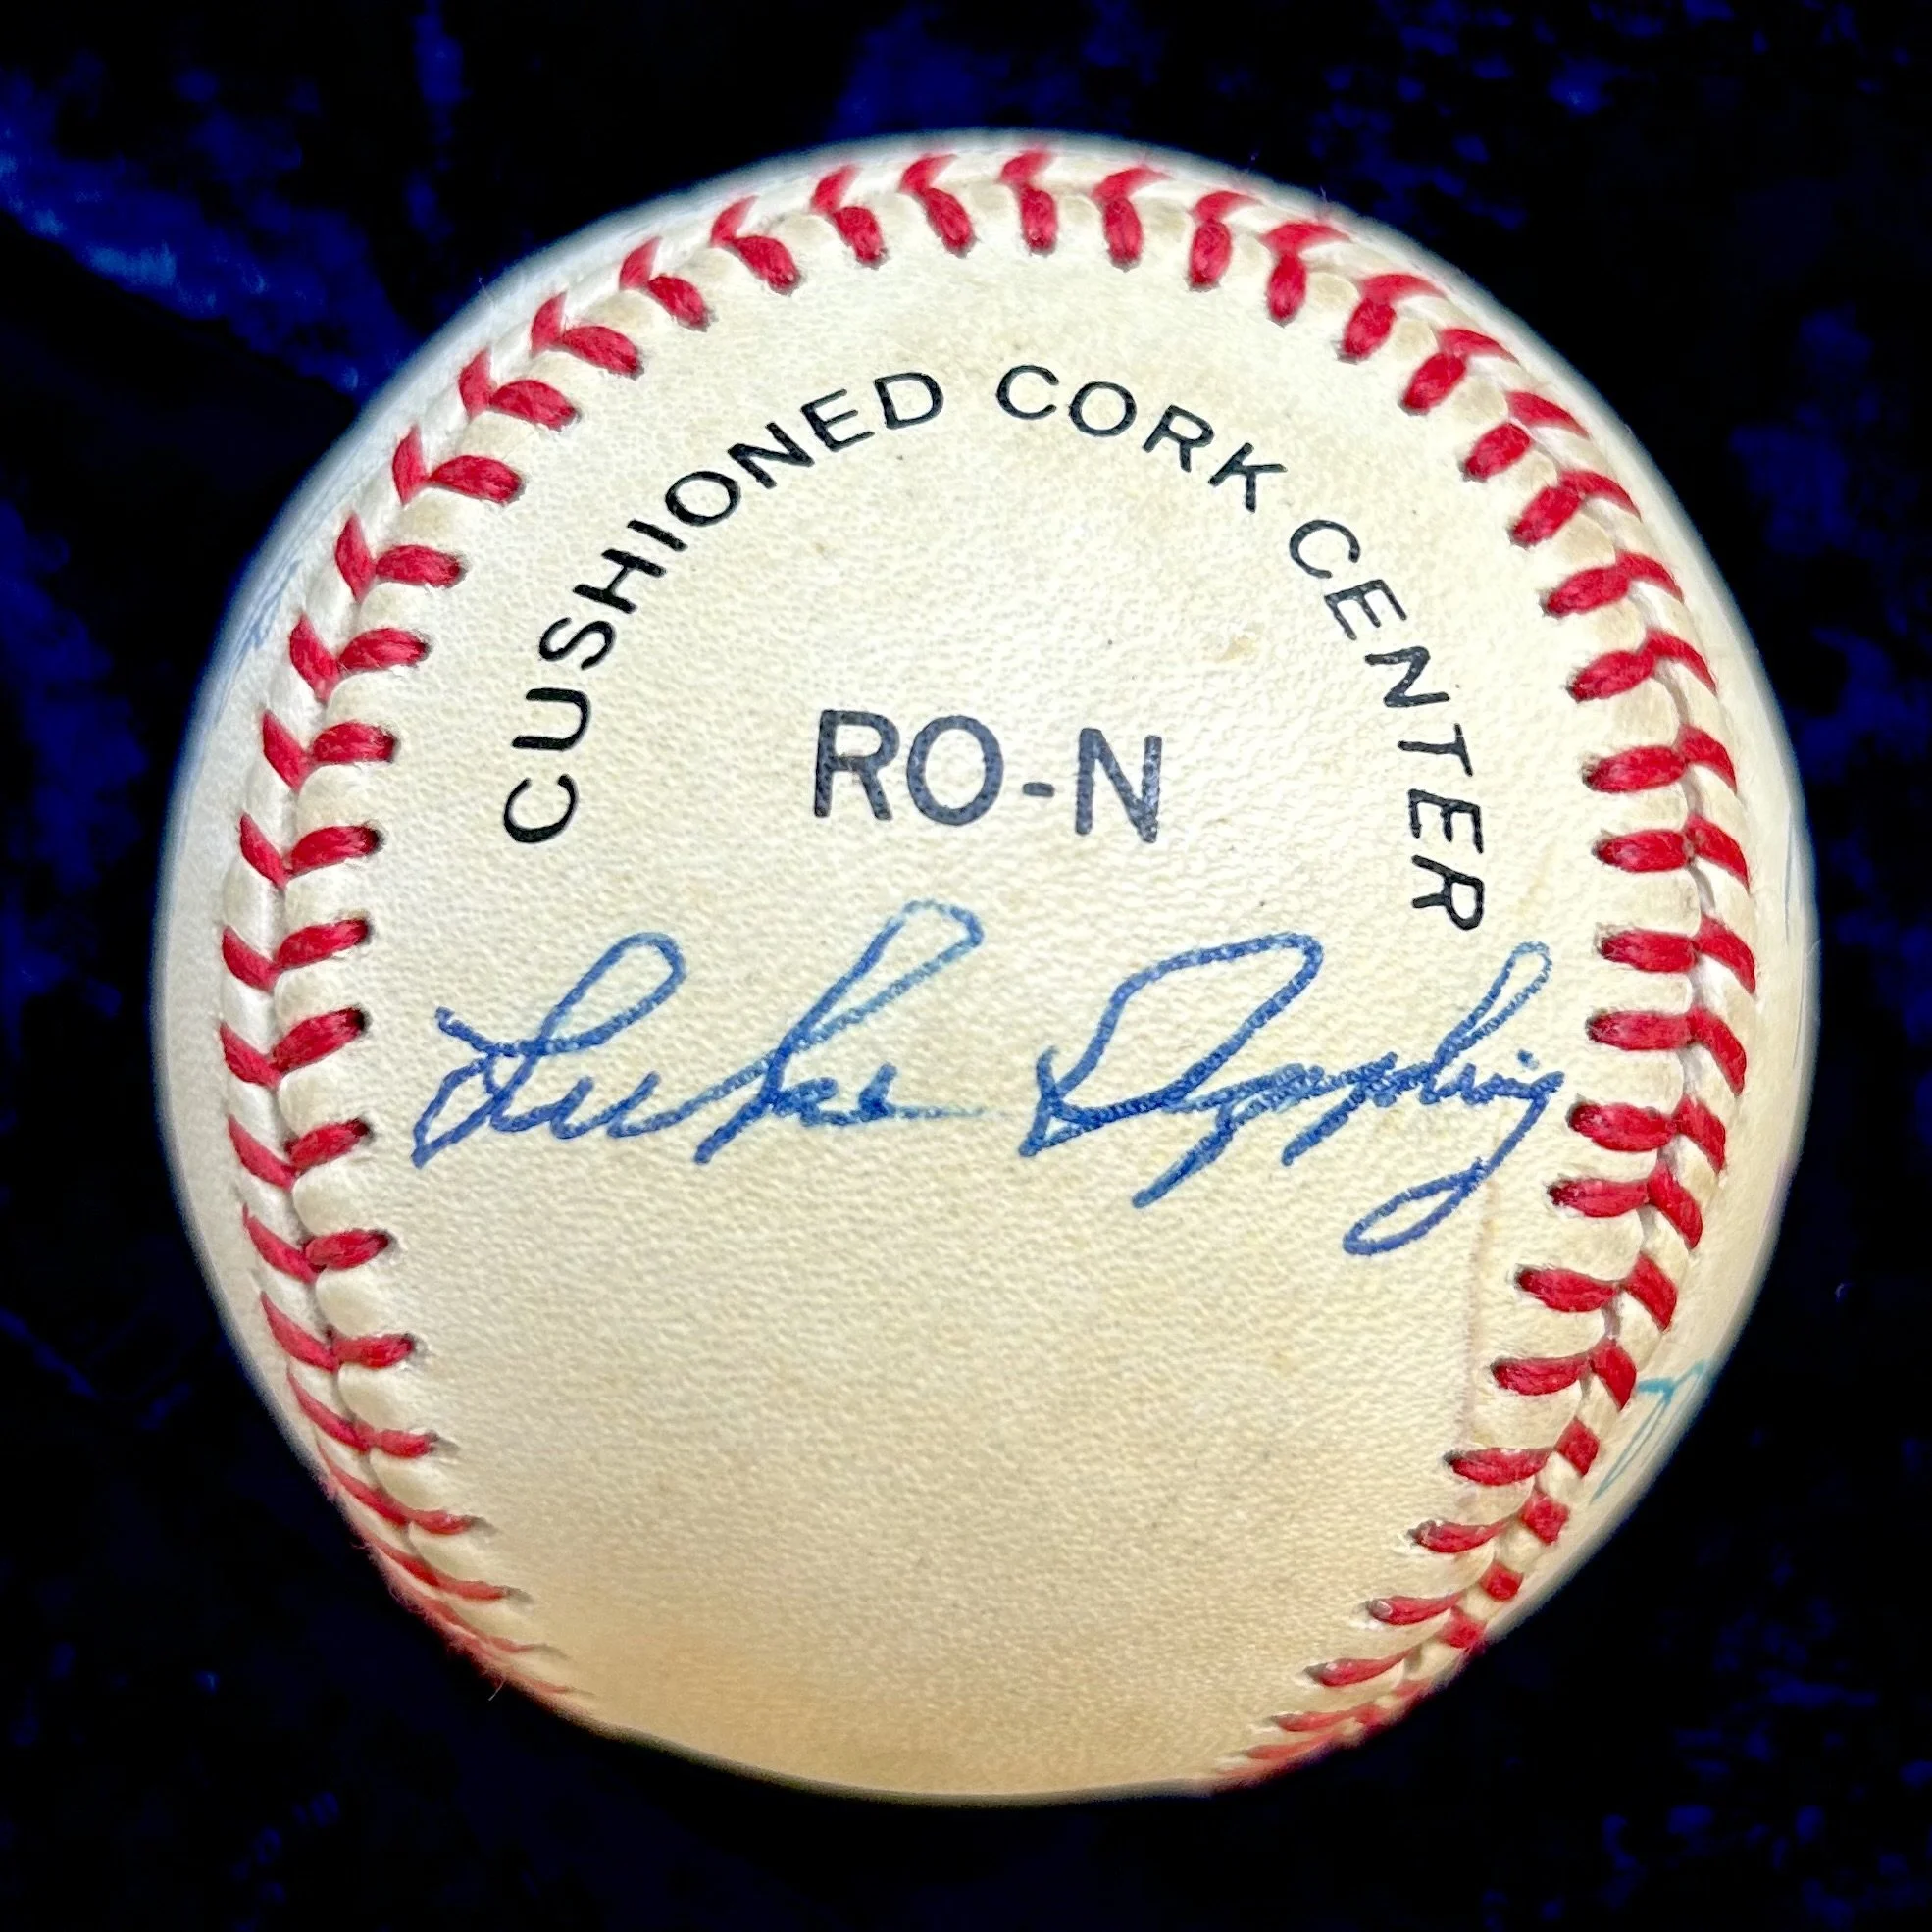 CUSHIONED CORK CENTER
RO-N
Luke Appling